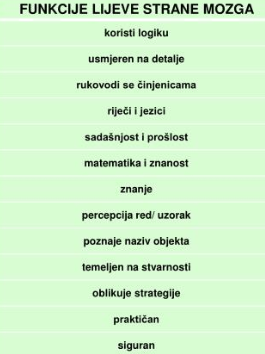 FUNKCIJE LIJEVE STRANE MOZGA
koristi logiku
usmjeren na detalje
rukovodi se činjenicama
riječi i jezici
sadašnjost i prošlost
matematika i znanost
znanje
percepcija red/ uzorak
poznaje naziv objekta
temeljen na stvarnosti
oblikuje strategije
praktičan
siguran